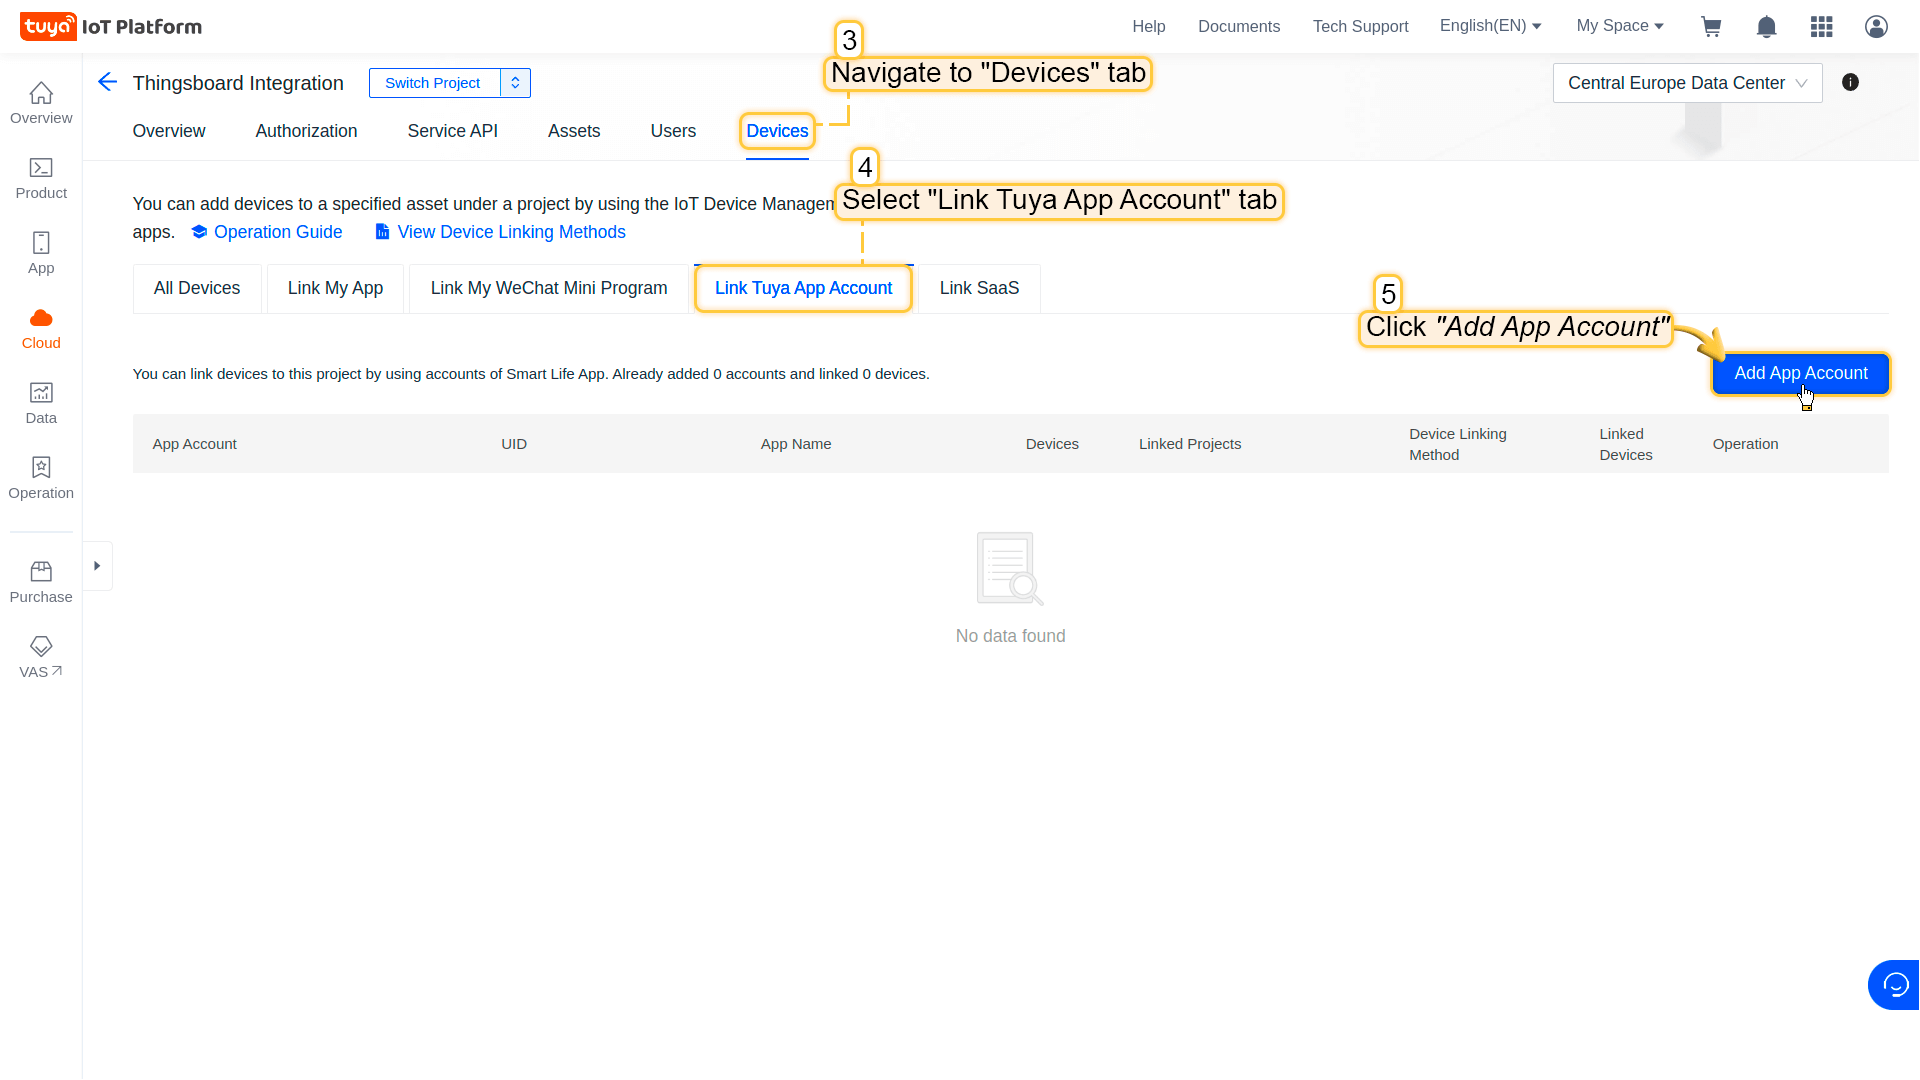 tuya IoT Platform
Help
Documents
Tech Support
English(EN)
My Space
3
Navigate to "Devices" tab
Thingsboard Integration
Switch Project
Central Europe Data Center
Overview
Authorization
Service API
Assets
Users
Devices
4
Select "Link Tuya App Account" tab
You can add devices to a specified asset under a project by using the IoT Device Managem
apps.
Operation Guide
View Device Linking Methods
All Devices
Link My App
Link My WeChat Mini Program
Link Tuya App Account
Link SaaS
5
Click "Add App Account"
You can link devices to this project by using accounts of Smart Life App. Already added 0 accounts and linked 0 devices.
Add App Account
App Account
UID
App Name
Devices
Linked Projects
Device Linking
Method
Linked
Devices
Operation
No data found
Overview
Product
App
Cloud
Data
Operation
Purchase
VAS